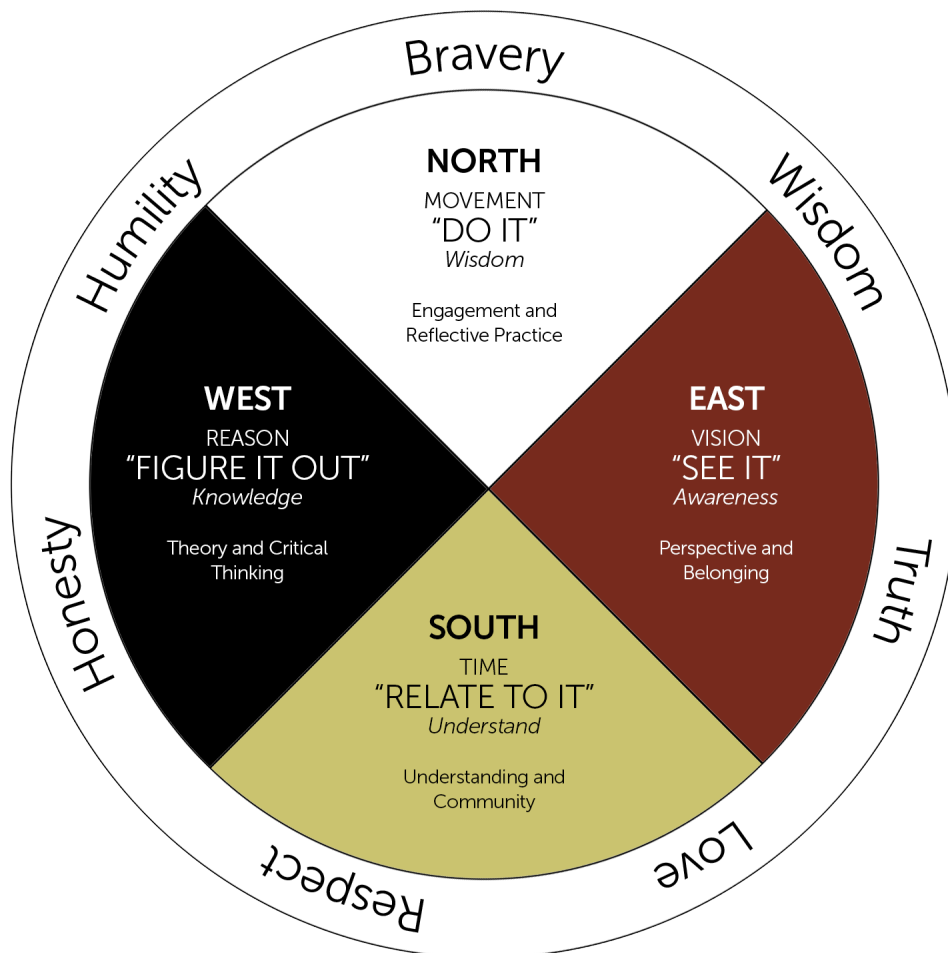 Bravery
Wisdom
Truth
Love
Respect
Honesty
Humility
NORTH
MOVEMENT
“DO IT”
Wisdom
Engagement and
Reflective Practice
EAST
VISION
“SEE IT”
Awareness
Perspective and
Belonging
SOUTH
TIME
“RELATE TO IT”
Understand
Understanding and
Community
WEST
REASON
“FIGURE IT OUT”
Knowledge
Theory and Critical
Thinking